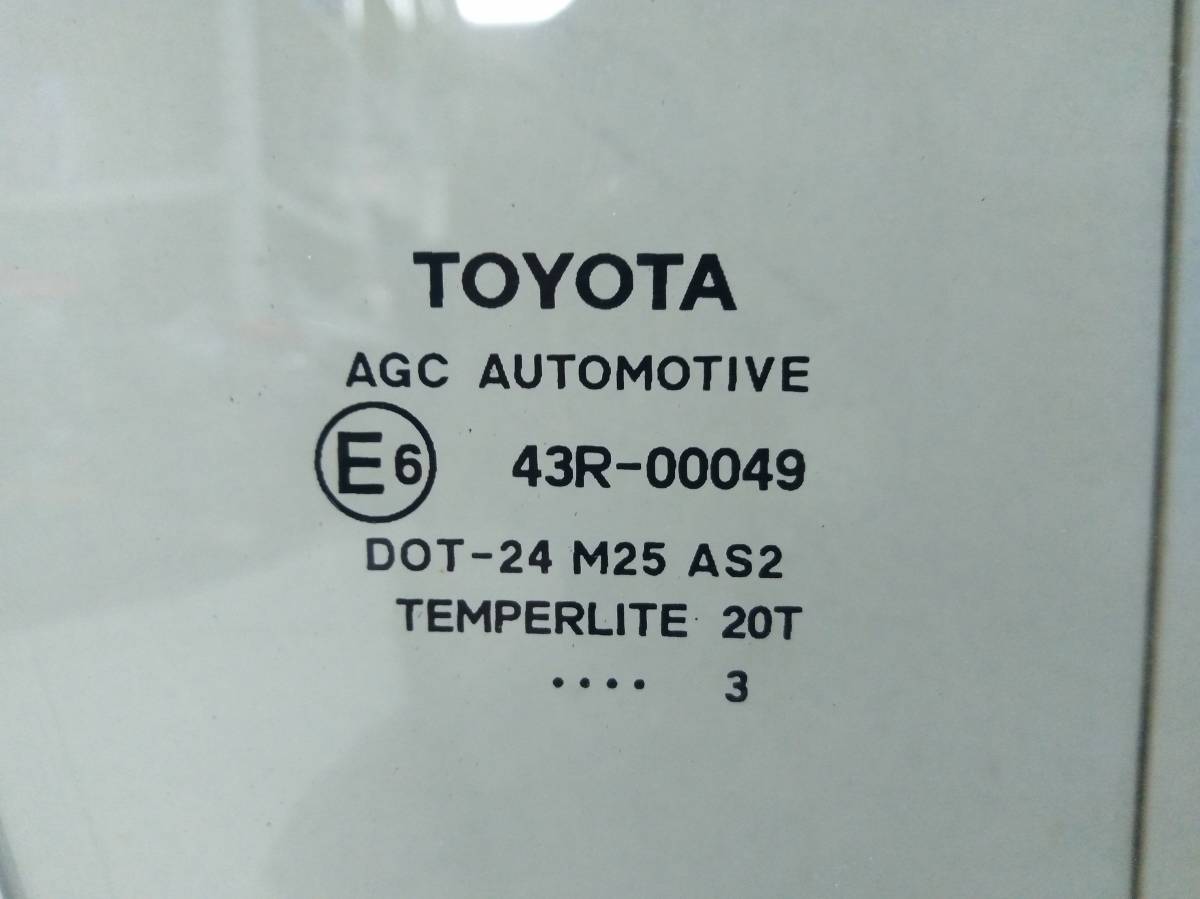 TOYOTA
AGC AUTOMOTIVE
E6 43R-00049
DOT-24 M25 AS2
TEMPERLITE 20T
.... 3